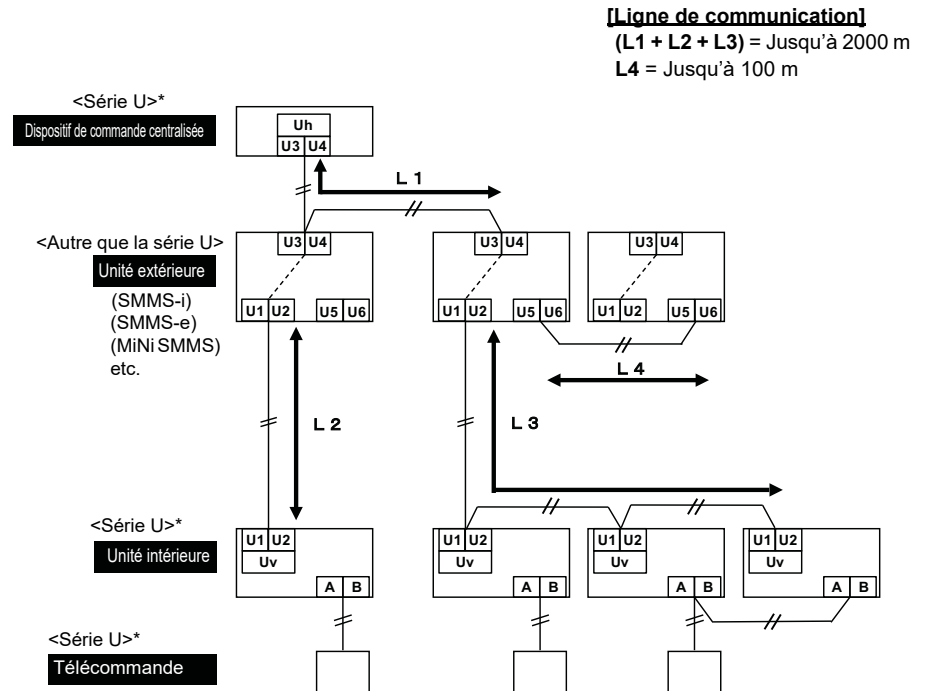 [Ligne de communication]
(L1 + L2 + L3) = Jusqu'à 2000 m
L4 = Jusqu'à 100 m
<Série U>*
Dispositif de commande centralisée
Uh
U3 U4
L 1
<Autre que la série U>
Unité extérieure
(SMMS-i)
(SMMS-e)
(MiNi SMMS)
etc.
U3 U4
U3 U4
U3 U4
U1 U2
U5 U6
U1 U2
U5 U6
U1 U2
U5 U6
L 4
L 2
L 3
<Série U>*
Unité intérieure
U1 U2
U1 U2
U1 U2
U1 U2
Uv
Uv
Uv
Uv
A B
A B
A B
A B
<Série U>*
Télécommande